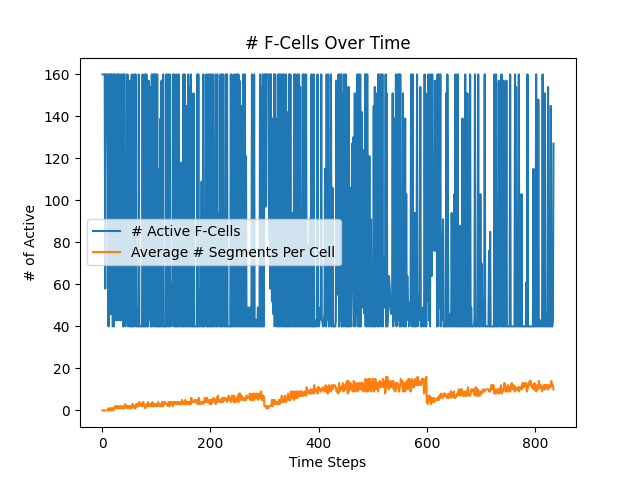 # F-Cells Over Time
160
140
120
100
80
60
40
20
0
# of Active
# Active F-Cells
Average # Segments Per Cell
0 200 400 600 800
Time Steps